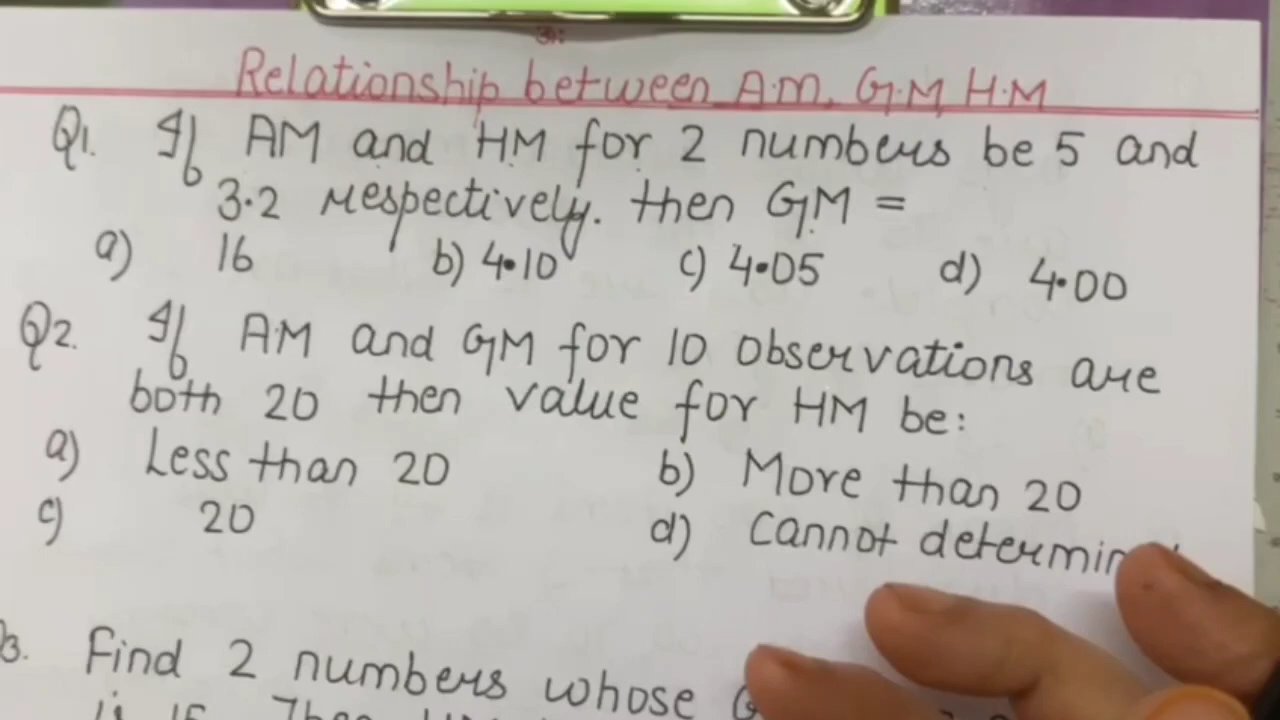 Relationship between A.M, G.M, H.M
Q1. If AM and HM for 2 numbers be 5 and
3.2 respectively. then GM =
a) 16 b) 4.10 c) 4.05 d) 4.00
Q2. If AM and GM for 10 observations are
both 20 then value for HM be:
a) Less than 20 b) More than 20
c) 20 d) Cannot
3. Find 2 numbers whose